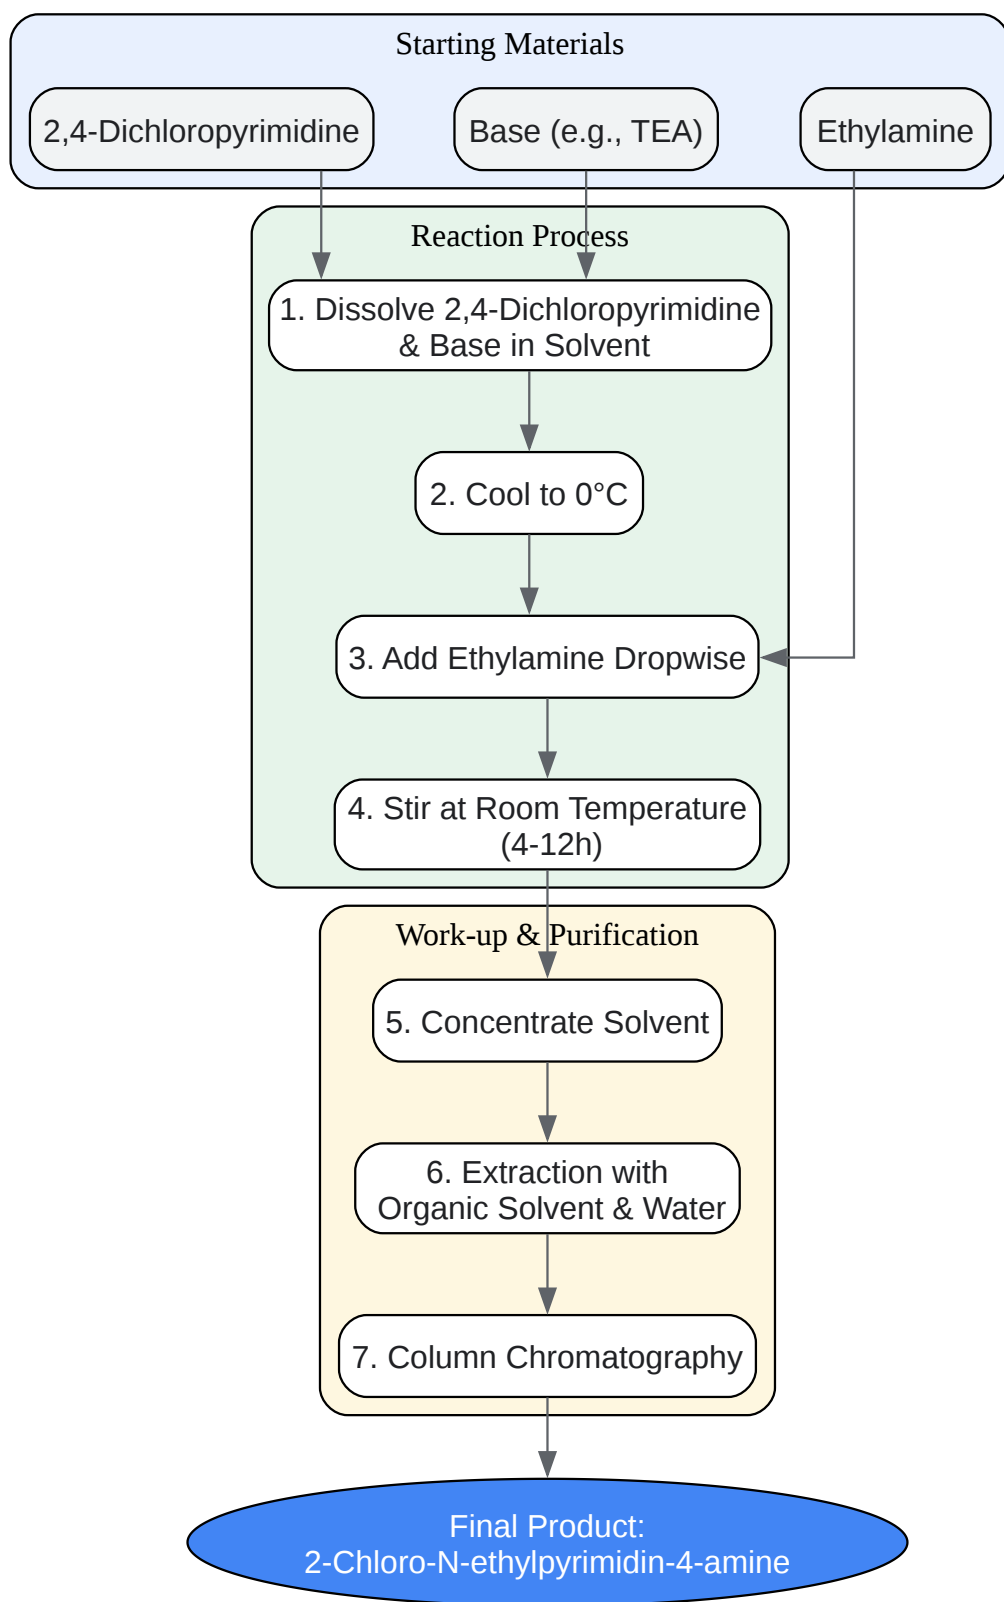 Starting Materials
2,4-Dichloropyrimidine
Base (e.g., TEA)
Ethylamine
Reaction Process
1. Dissolve 2,4-Dichloropyrimidine
& Base in Solvent
2. Cool to 0°C
3. Add Ethylamine Dropwise
4. Stir at Room Temperature
(4-12h)
Work-up & Purification
5. Concentrate Solvent
6. Extraction with
Organic Solvent & Water
7. Column Chromatography
Final Product:
2-Chloro-N-ethylpyrimidin-4-amine